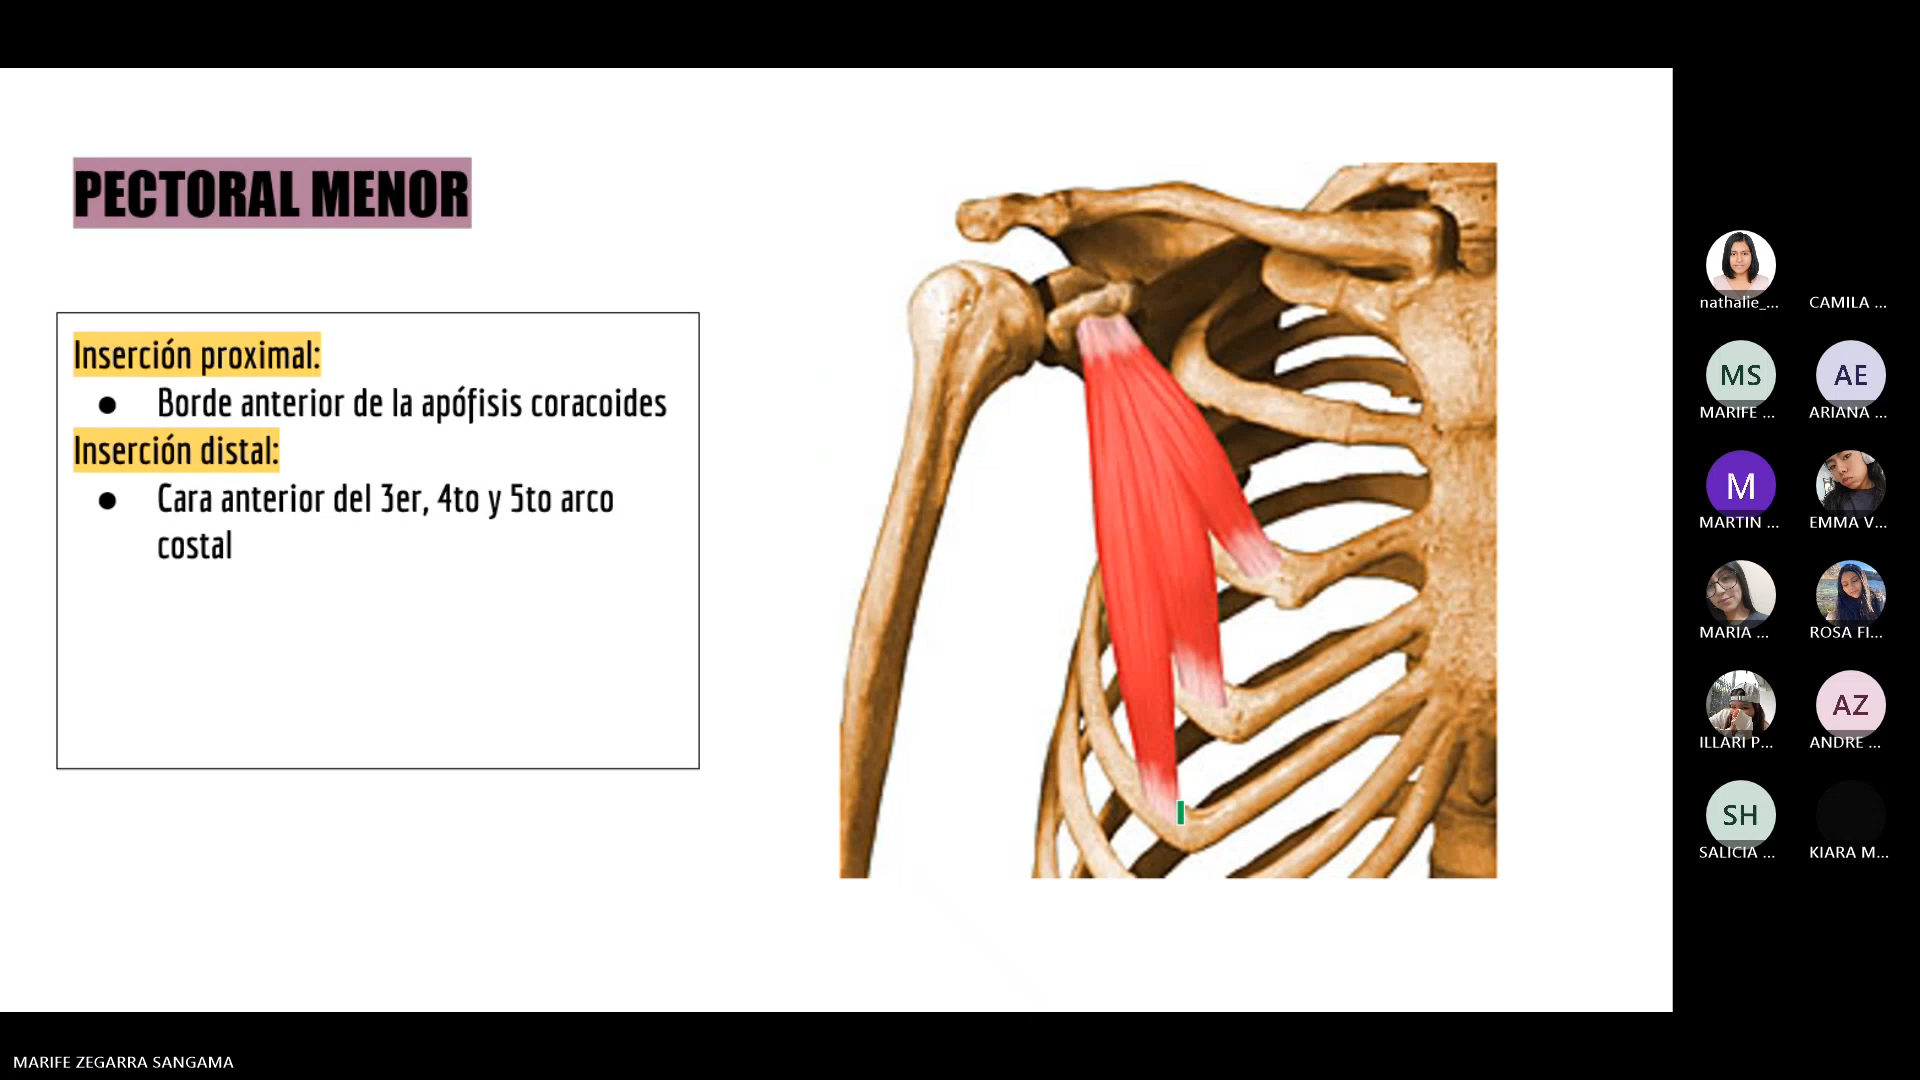 PECTORAL MENOR
Inserción proximal:
● Borde anterior de la apófisis coracoides
Inserción distal:
● Cara anterior del 3er, 4to y 5to arco
costal
nathalie_...
CAMILA ...
MS
MARIFE ...
AE
ARIANA ...
M
MARTIN ...
EMMA V...
MARIA ...
ROSA FI...
ILLARI P...
AZ
ANDRE ...
SH
SALICIA ...
KIARA M...
MARIFE ZEGARRA SANGAMA